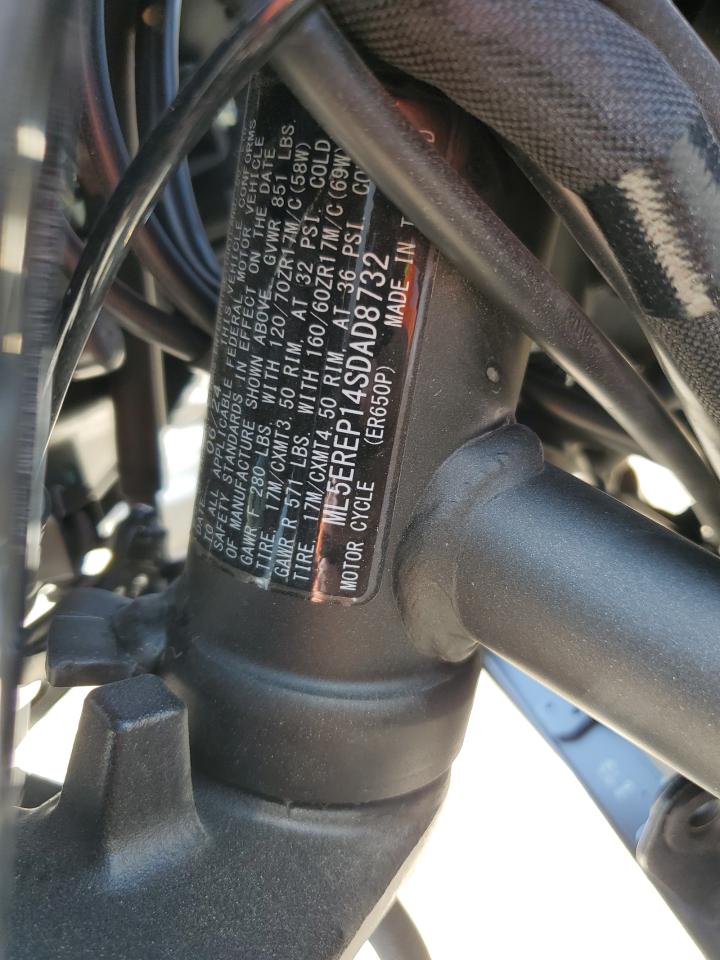 DATE: 06/24
THIS VEHICLE CONFORMS
TO ALL APPLICABLE FEDERAL MOTOR VEHICLE
SAFETY STANDARDS IN EFFECT ON THE DATE
OF MANUFACTURE SHOWN ABOVE. GVWR 851 LBS.
GAWR F 280 LBS. WITH 120/70ZR17M/C(58W)
TIRE, 17M/CXMT3.50 RIM, AT 32 PSI COLD
GAWR R 571 LBS. WITH 160/60ZR17M/C(69W)
TIRE, 17M/CXMT4.50 RIM, AT 36 PSI
ML5EREP14SDAD8732
MOTOR CYCLE (ER650P) MADE IN